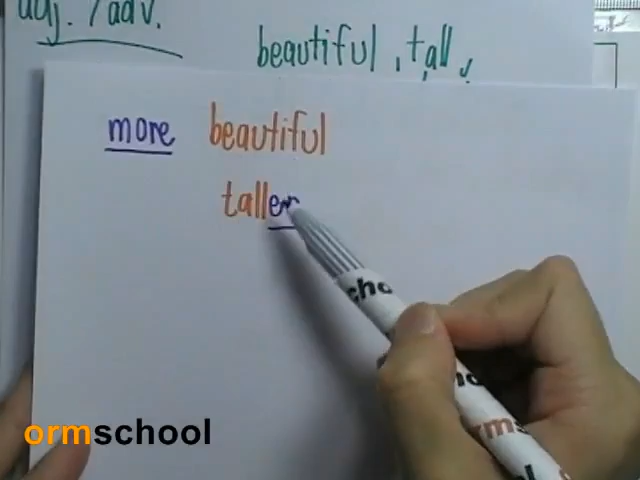 adj. / adv.
beautiful, tall,
more beautiful
taller
ormschool